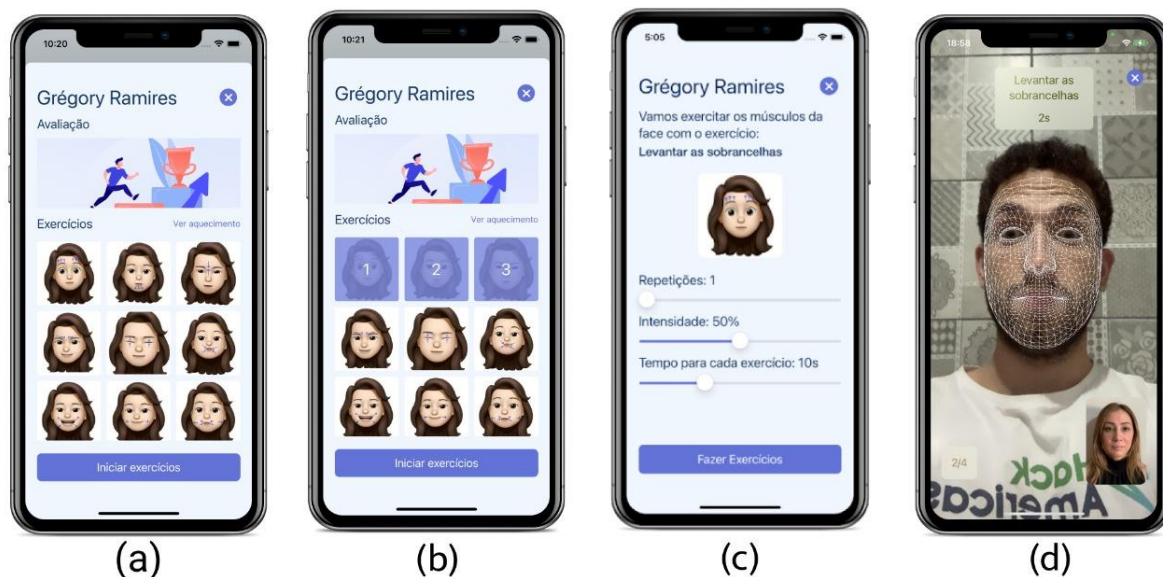 10:20
Grégory Ramires
Avaliação
Exercícios
Ver aquecimento
Iniciar exercícios
(a)
10:21
Grégory Ramires
Avaliação
Exercícios
Ver aquecimento
1
2
3
Iniciar exercícios
(b)
5:05
Grégory Ramires
Vamos exercitar os músculos da
face com o exercício:
Levantar as sobrancelhas
Repetições: 1
Intensidade: 50%
Tempo para cada exercício: 10s
Fazer Exercícios
(c)
18:58
Levantar as
sobrancelhas
2s
2/4
Hack
Americas
(d)